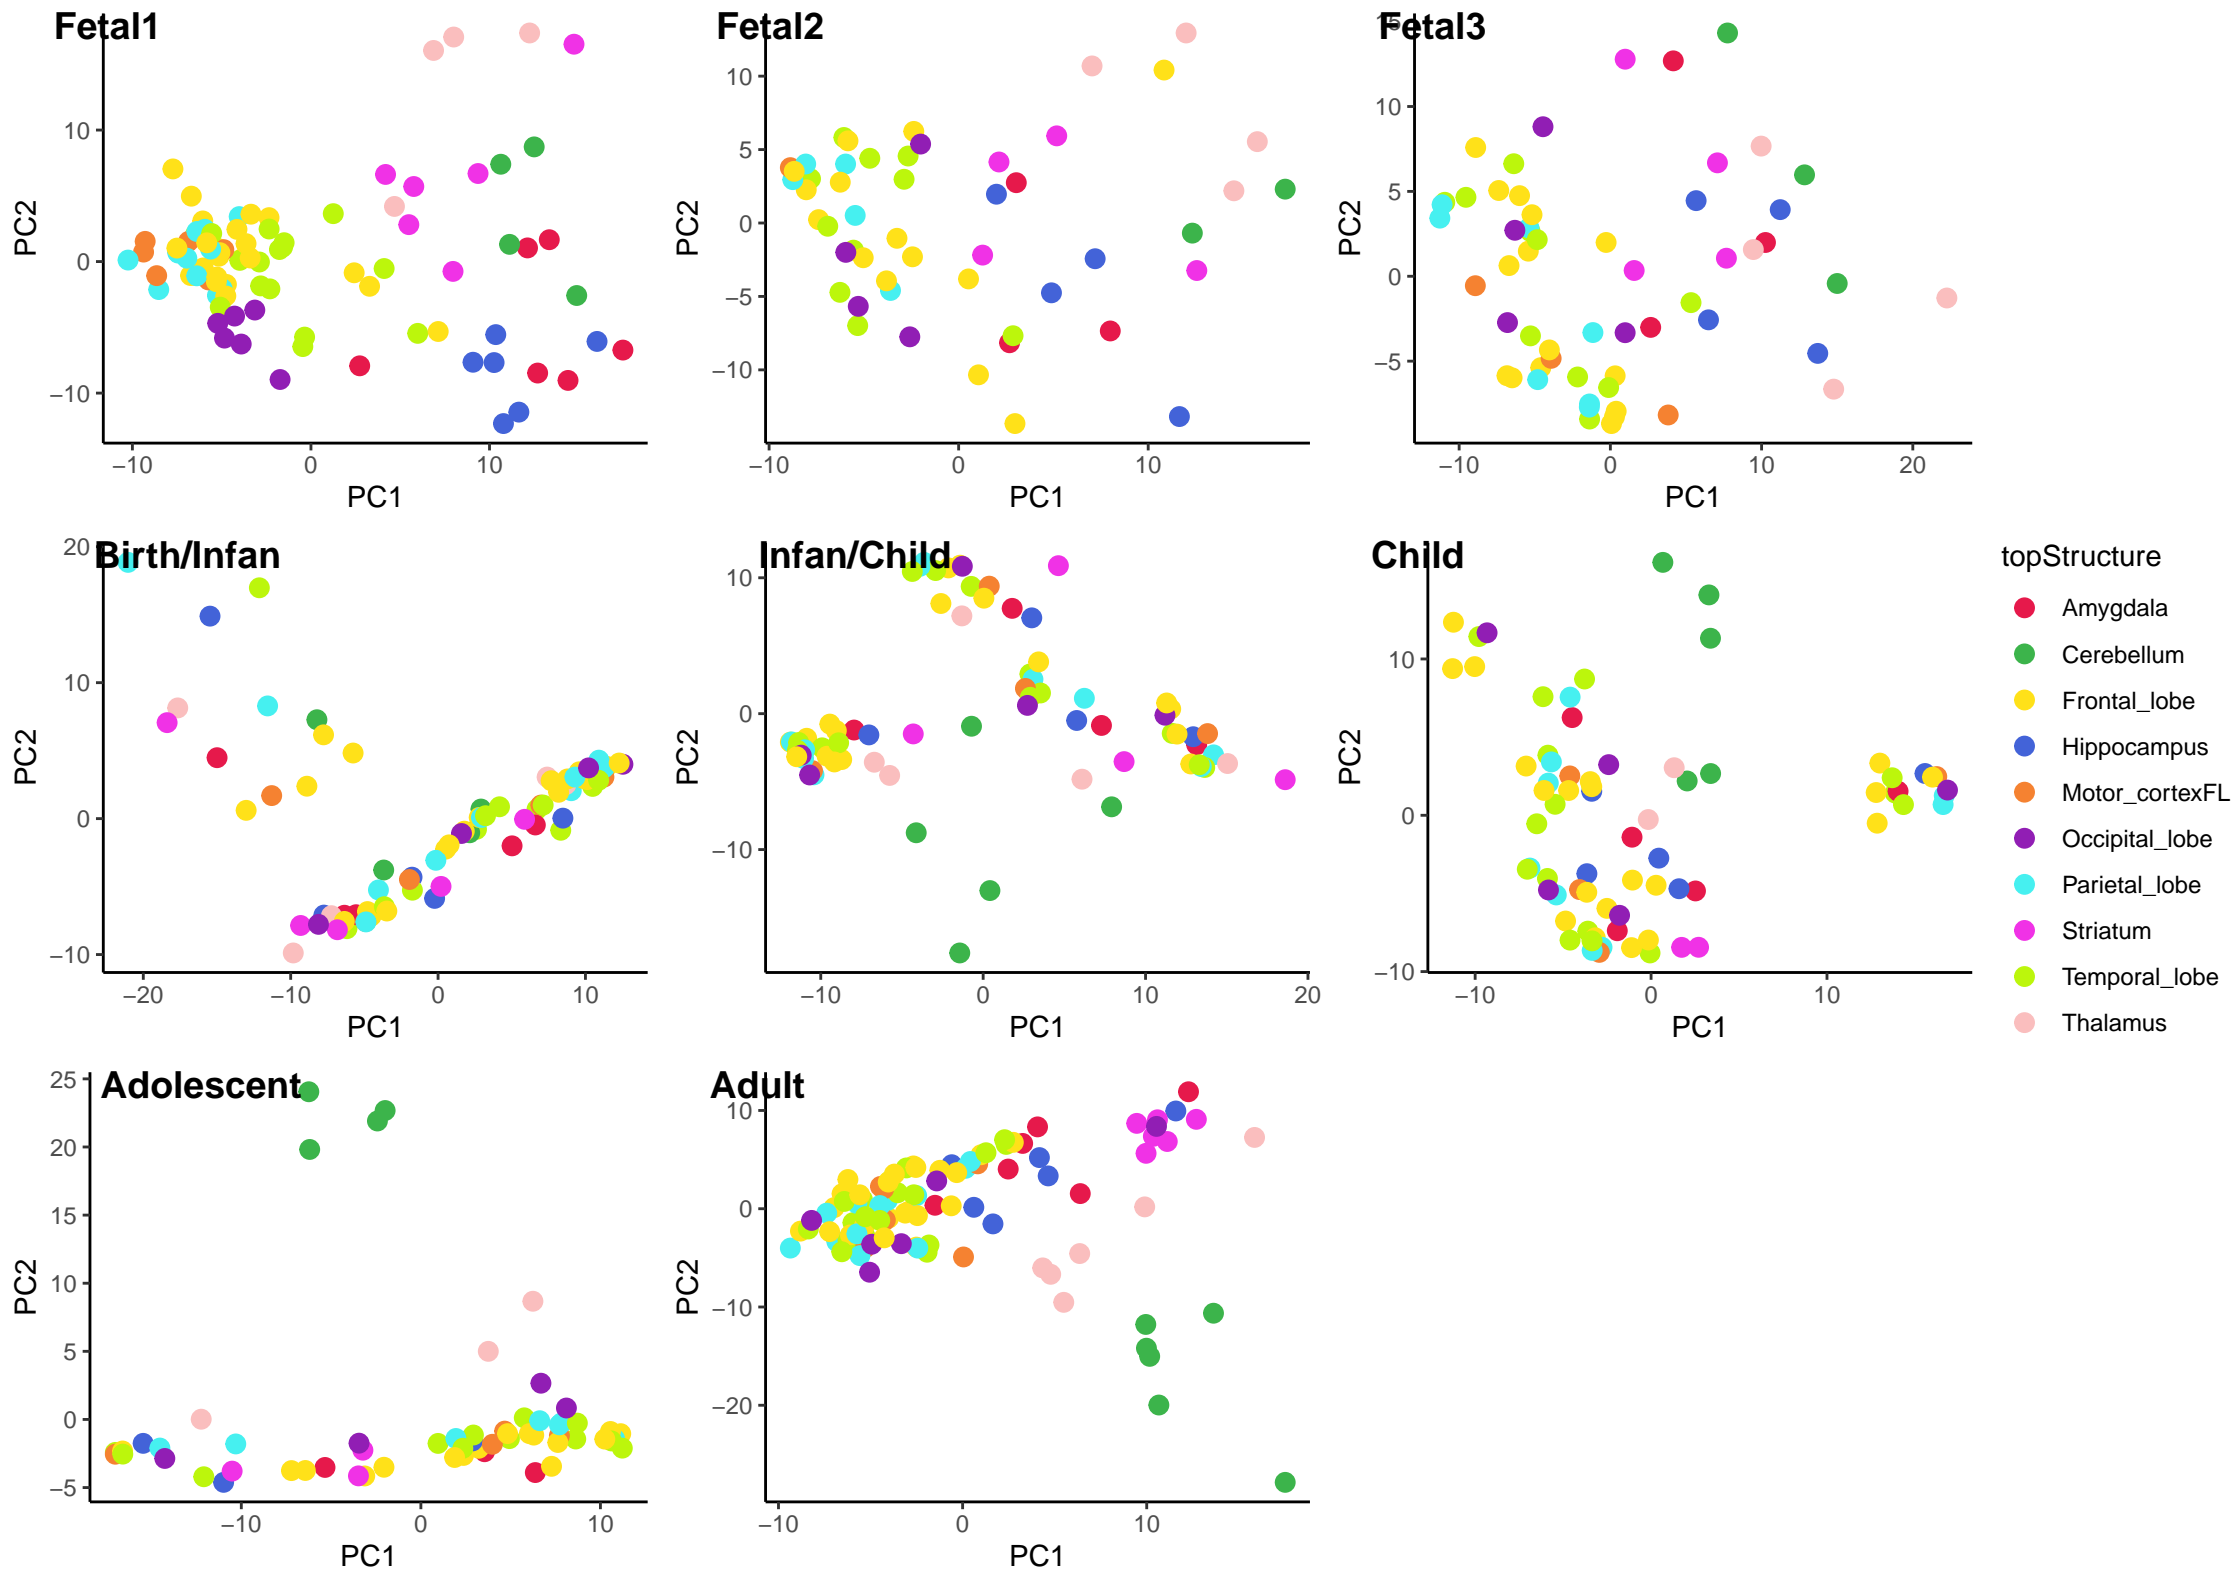 Fetal1
10
0
−10
−10
0
10
PC1
PC2
Fetal2
10
5
0
−5
−10
−10
0
10
PC1
PC2
Fetal3
15
10
5
0
−5
−10
0
10
20
PC1
PC2
Birth/Infan
20
10
0
−10
−20
−10
0
10
PC1
PC2
Infan/Child
10
0
−10
−10
0
10
20
PC1
PC2
Child
10
0
−10
−10
0
10
PC1
PC2
topStructure
Amygdala
Cerebellum
Frontal_lobe
Hippocampus
Motor_cortexFL
Occipital_lobe
Parietal_lobe
Striatum
Temporal_lobe
Thalamus
Adolescent
25
20
15
10
5
0
−5
−10
0
10
PC1
PC2
Adult
10
0
−10
−20
−10
0
10
PC1
PC2